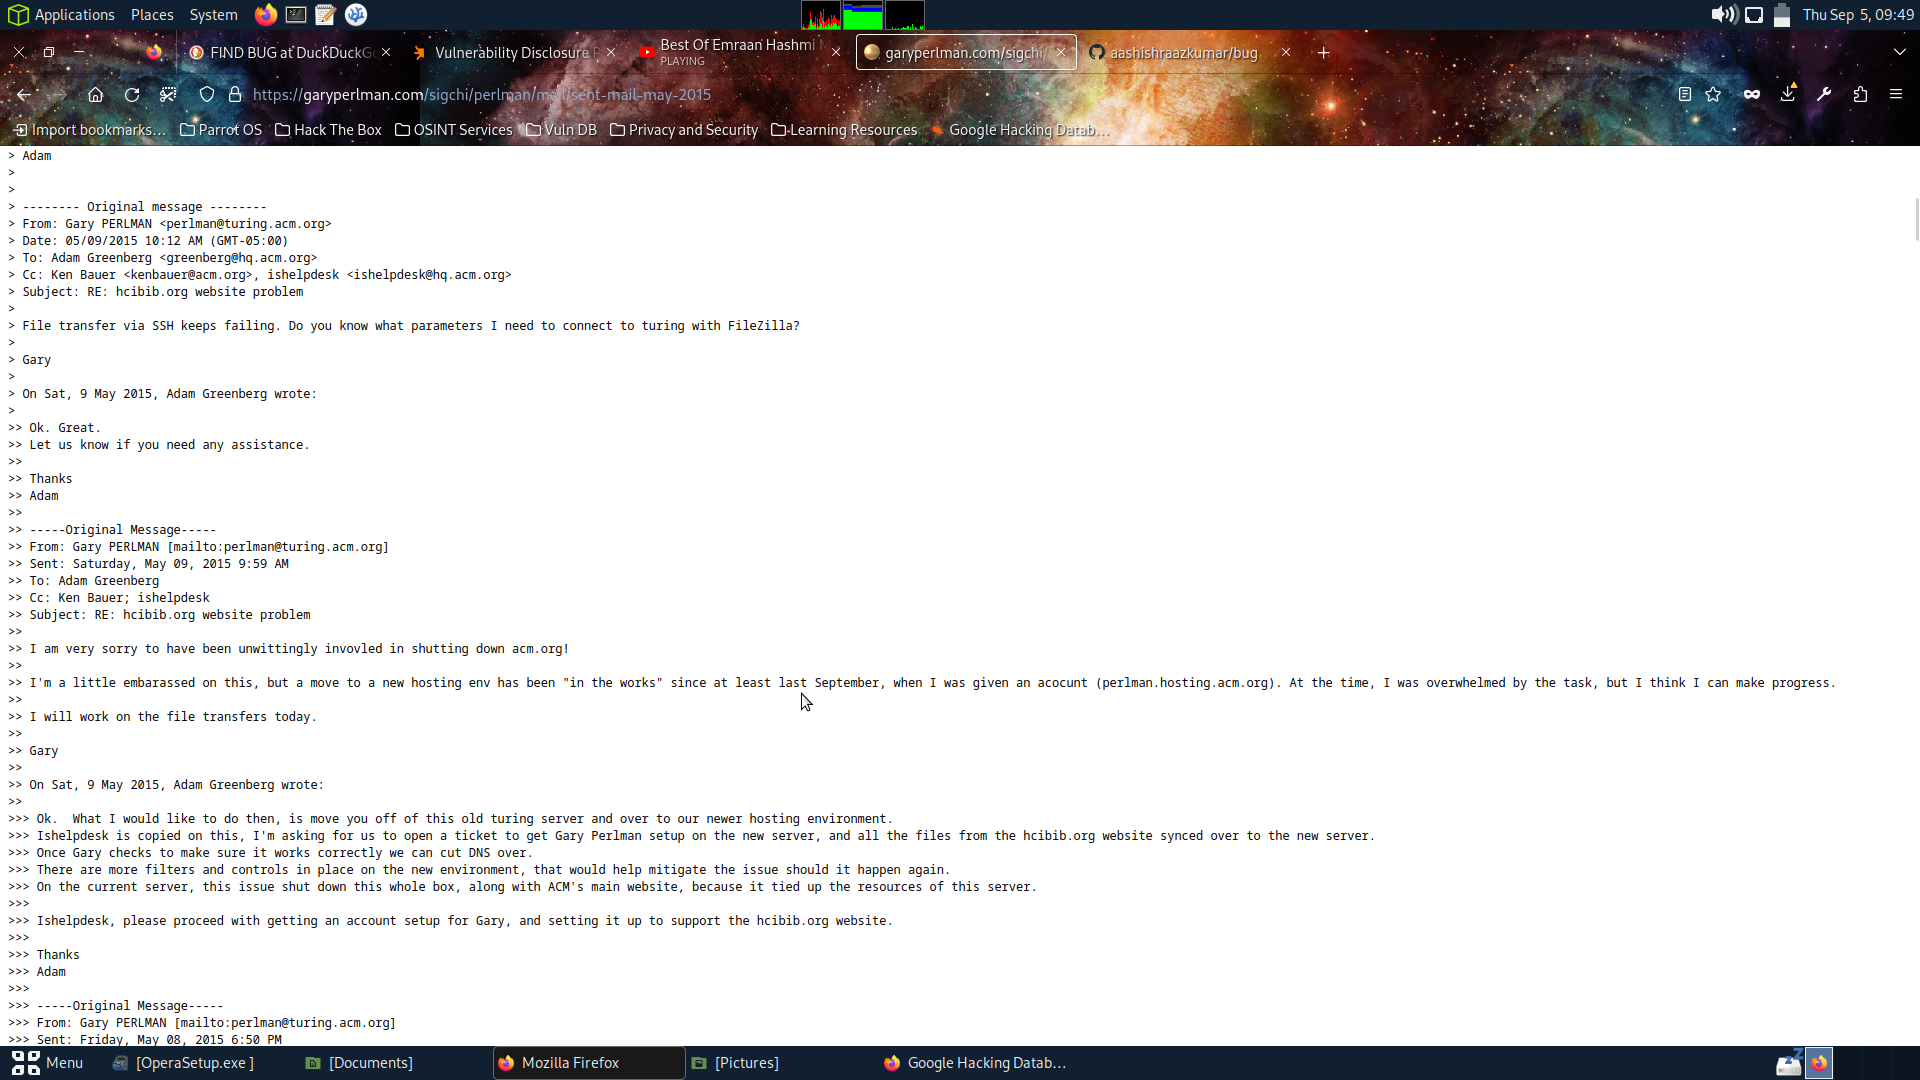 Applications Places System Thu Sep 5, 09:49
FIND BUG at DuckDuckGo Vulnerability Disclosure Best Of Emraan Hashmi garyperlman.com/sigchi/ aashishraazkumar/bug
PLAYING
https://garyperlman.com/sigchi/perlman/mail/sent-mail-may-2015
Import bookmarks... Parrot OS Hack The Box OSINT Services Vuln DB Privacy and Security Learning Resources Google Hacking Datab...
> Adam
>
>
> -------- Original message --------
> From: Gary PERLMAN <perlman@turing.acm.org>
> Date: 05/09/2015 10:12 AM (GMT-05:00)
> To: Adam Greenberg <greenberg@hq.acm.org>
> Cc: Ken Bauer <kenbauer@acm.org>, ishelpdesk <ishelpdesk@hq.acm.org>
> Subject: RE: hcibib.org website problem
>
> File transfer via SSH keeps failing. Do you know what parameters I need to connect to turing with FileZilla?
>
> Gary
>
> On Sat, 9 May 2015, Adam Greenberg wrote:
>
>> Ok. Great.
>> Let us know if you need any assistance.
>>
>> Thanks
>> Adam
>>
>> -----Original Message-----
>> From: Gary PERLMAN [mailto:perlman@turing.acm.org]
>> Sent: Saturday, May 09, 2015 9:59 AM
>> To: Adam Greenberg
>> Cc: Ken Bauer; ishelpdesk
>> Subject: RE: hcibib.org website problem
>>
>> I am very sorry to have been unwittingly invovled in shutting down acm.org!
>>
>> I'm a little embarassed on this, but a move to a new hosting env has been "in the works" since at least last September, when I was given an acocunt (perlman.hosting.acm.org). At the time, I was overwhelmed by the task, but I think I can make progress.
>>
>> I will work on the file transfers today.
>>
>> Gary
>>
>> On Sat, 9 May 2015, Adam Greenberg wrote:
>>
>>> Ok.  What I would like to do then, is move you off of this old turing server and over to our newer hosting environment.
>>> Ishelpdesk is copied on this, I'm asking for us to open a ticket to get Gary Perlman setup on the new server, and all the files from the hcibib.org website synced over to the new server.
>>> Once Gary checks to make sure it works correctly we can cut DNS over.
>>> There are more filters and controls in place on the new environment, that would help mitigate the issue should it happen again.
>>> On the current server, this issue shut down this whole box, along with ACM's main website, because it tied up the resources of this server.
>>>
>>> Ishelpdesk, please proceed with getting an account setup for Gary, and setting it up to support the hcibib.org website.
>>>
>>> Thanks
>>> Adam
>>>
>>> -----Original Message-----
>>> From: Gary PERLMAN [mailto:perlman@turing.acm.org]
>>> Sent: Friday, May 08, 2015 6:50 PM
Menu [OperaSetup.exe ] [Documents] Mozilla Firefox [Pictures] Google Hacking Datab...